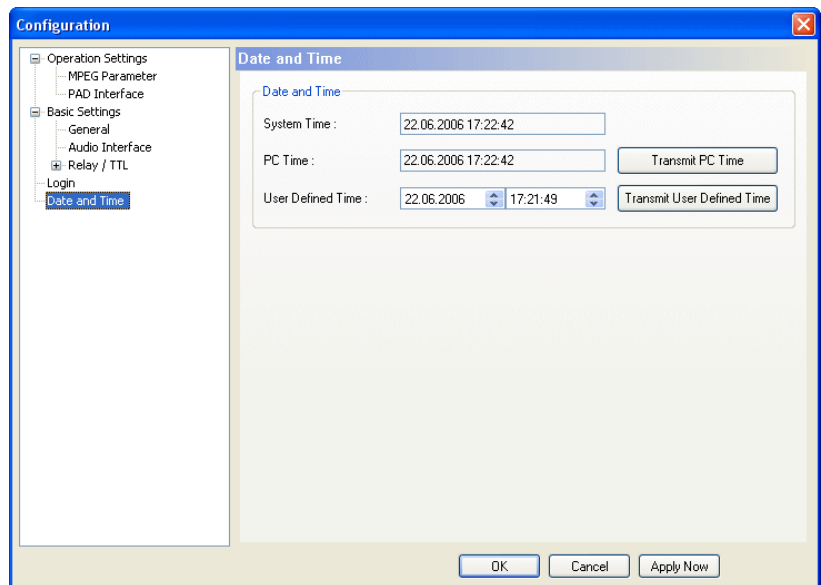 Configuration
Operation Settings
MPEG Parameter
PAD Interface
Basic Settings
General
Audio Interface
Relay / TTL
Login
Date and Time
Date and Time
Date and Time
System Time :
22.06.2006 17:22:42
PC Time :
22.06.2006 17:22:42
Transmit PC Time
User Defined Time :
22.06.2006
17:21:49
Transmit User Defined Time
OK
Cancel
Apply Now